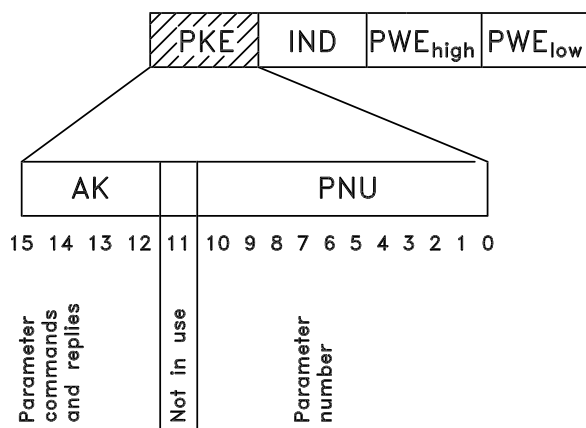 PKE IND PWEhigh PWElow
AK PNU
15 14 13 12 11 10 9 8 7 6 5 4 3 2 1 0
Parameter
commands
and replies
Not in use
Parameter
number